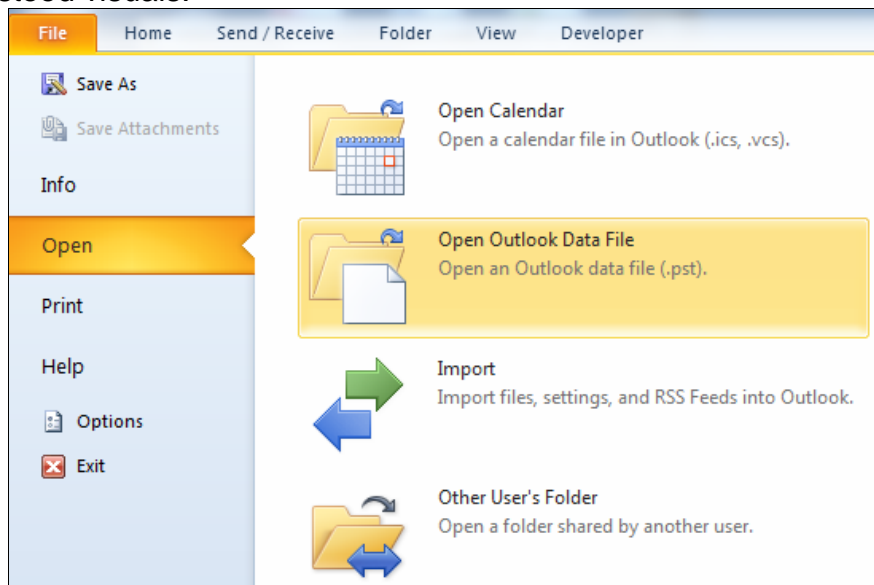 File Home Send / Receive Folder View Developer
Save As
Save Attachments
Info
Open
Print
Help
Options
Exit
Open Calendar
Open a calendar file in Outlook (.ics, .vcs).
Open Outlook Data File
Open an Outlook data file (.pst).
Import
Import files, settings, and RSS Feeds into Outlook.
Other User's Folder
Open a folder shared by another user.